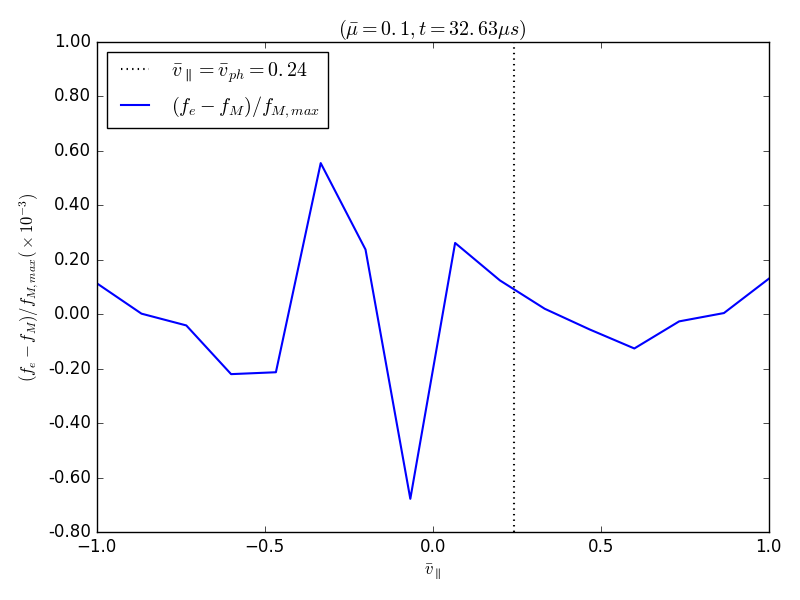 (μ̄ = 0.1, t = 32.63μs)
v̄∥ = v̄ph = 0.24
(fe − fM)/fM,max
1.00
0.80
0.60
0.40
0.20
0.00
-0.20
-0.40
-0.60
-0.80
(fe − fM)/fM,max(×10⁻³)
−1.0 −0.5 0.0 0.5 1.0
v̄∥